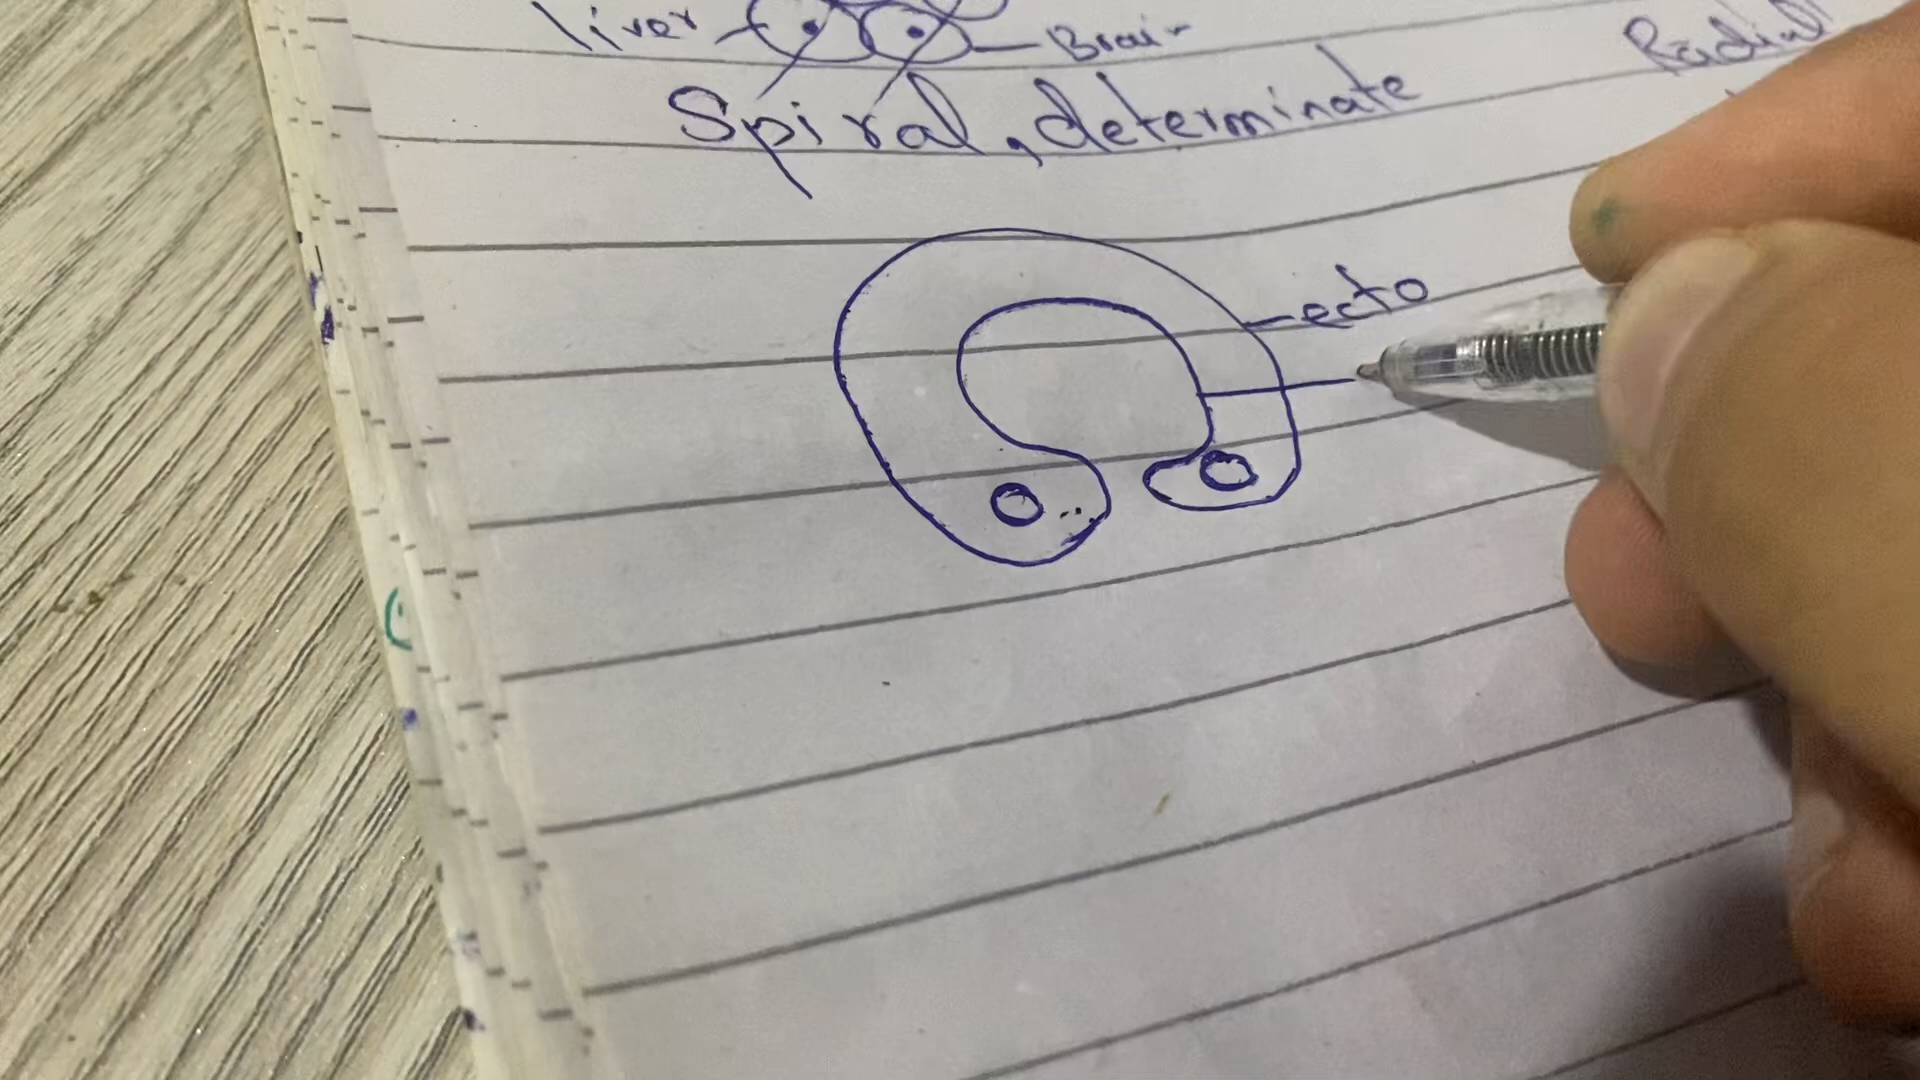 liver
Brain
Radial
Spiral, determinate
ecto